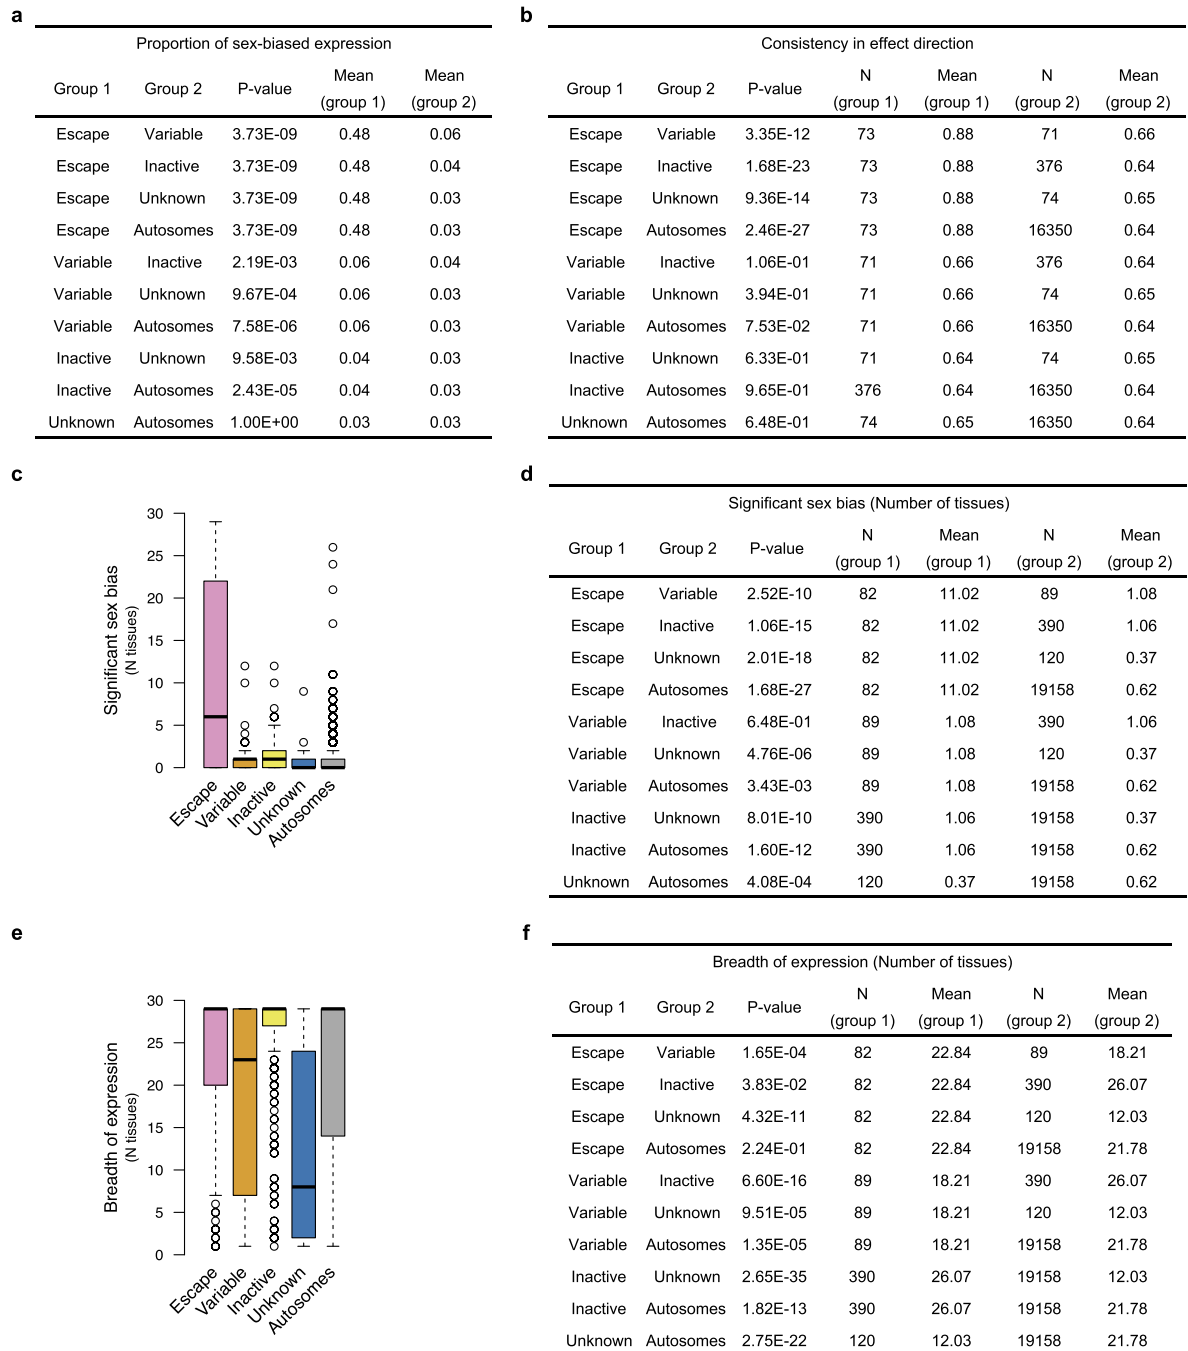 a
Proportion of sex-biased expression
Group 1 Group 2 P-value Mean (group 1) Mean (group 2)
Escape Variable 3.73E-09 0.48 0.06
Escape Inactive 3.73E-09 0.48 0.04
Escape Unknown 3.73E-09 0.48 0.03
Escape Autosomes 3.73E-09 0.48 0.03
Variable Inactive 2.19E-03 0.06 0.04
Variable Unknown 9.67E-04 0.06 0.03
Variable Autosomes 7.58E-06 0.06 0.03
Inactive Unknown 9.58E-03 0.04 0.03
Inactive Autosomes 2.43E-05 0.04 0.03
Unknown Autosomes 1.00E+00 0.03 0.03
b
Consistency in effect direction
Group 1 Group 2 P-value N (group 1) Mean (group 1) N (group 2) Mean (group 2)
Escape Variable 3.35E-12 73 0.88 71 0.66
Escape Inactive 1.68E-23 73 0.88 376 0.64
Escape Unknown 9.36E-14 73 0.88 74 0.65
Escape Autosomes 2.46E-27 73 0.88 16350 0.64
Variable Inactive 1.06E-01 71 0.66 376 0.64
Variable Unknown 3.94E-01 71 0.66 74 0.65
Variable Autosomes 7.53E-02 71 0.66 16350 0.64
Inactive Unknown 6.33E-01 71 0.64 74 0.65
Inactive Autosomes 9.65E-01 376 0.64 16350 0.64
Unknown Autosomes 6.48E-01 74 0.65 16350 0.64
c
Significant sex bias
(N tissues)
30
25
20
15
10
5
0
Escape
Variable
Inactive
Unknown
Autosomes
d
Significant sex bias (Number of tissues)
Group 1 Group 2 P-value N (group 1) Mean (group 1) N (group 2) Mean (group 2)
Escape Variable 2.52E-10 82 11.02 89 1.08
Escape Inactive 1.06E-15 82 11.02 390 1.06
Escape Unknown 2.01E-18 82 11.02 120 0.37
Escape Autosomes 1.68E-27 82 11.02 19158 0.62
Variable Inactive 6.48E-01 89 1.08 390 1.06
Variable Unknown 4.76E-06 89 1.08 120 0.37
Variable Autosomes 3.43E-03 89 1.08 19158 0.62
Inactive Unknown 8.01E-10 390 1.06 19158 0.37
Inactive Autosomes 1.60E-12 390 1.06 19158 0.62
Unknown Autosomes 4.08E-04 120 0.37 19158 0.62
e
Breadth of expression
(N tissues)
30
25
20
15
10
5
0
Escape
Variable
Inactive
Unknown
Autosomes
f
Breadth of expression (Number of tissues)
Group 1 Group 2 P-value N (group 1) Mean (group 1) N (group 2) Mean (group 2)
Escape Variable 1.65E-04 82 22.84 89 18.21
Escape Inactive 3.83E-02 82 22.84 390 26.07
Escape Unknown 4.32E-11 82 22.84 120 12.03
Escape Autosomes 2.24E-01 82 22.84 19158 21.78
Variable Inactive 6.60E-16 89 18.21 390 26.07
Variable Unknown 9.51E-05 89 18.21 120 12.03
Variable Autosomes 1.35E-05 89 18.21 19158 21.78
Inactive Unknown 2.65E-35 390 26.07 19158 12.03
Inactive Autosomes 1.82E-13 390 26.07 19158 21.78
Unknown Autosomes 2.75E-22 120 12.03 19158 21.78